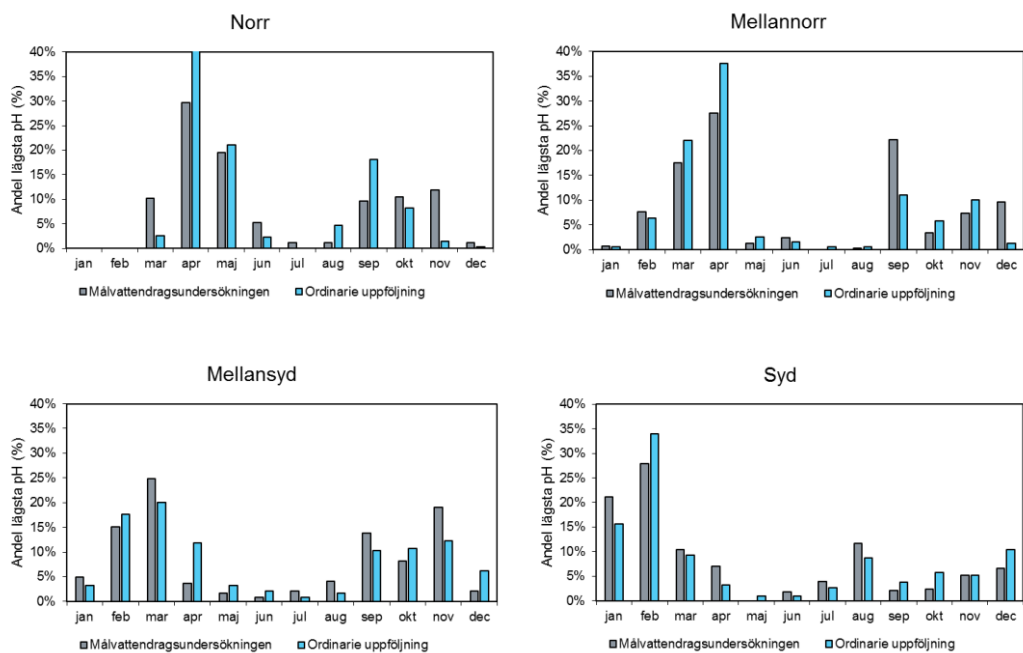 Norr
Andel lägsta pH (%)
40%
35%
30%
25%
20%
15%
10%
5%
0%
jan feb mar apr maj jun jul aug sep okt nov dec
Målvattendragsundersökningen Ordinarie uppföljning
Mellannorr
Andel lägsta pH (%)
40%
35%
30%
25%
20%
15%
10%
5%
0%
jan feb mar apr maj jun jul aug sep okt nov dec
Målvattendragsundersökningen Ordinarie uppföljning
Mellansyd
Andel lägsta pH (%)
40%
35%
30%
25%
20%
15%
10%
5%
0%
jan feb mar apr maj jun jul aug sep okt nov dec
Målvattendragsundersökningen Ordinarie uppföljning
Syd
Andel lägsta pH (%)
40%
35%
30%
25%
20%
15%
10%
5%
0%
jan feb mar apr maj jun jul aug sep okt nov dec
Målvattendragsundersökningen Ordinarie uppföljning